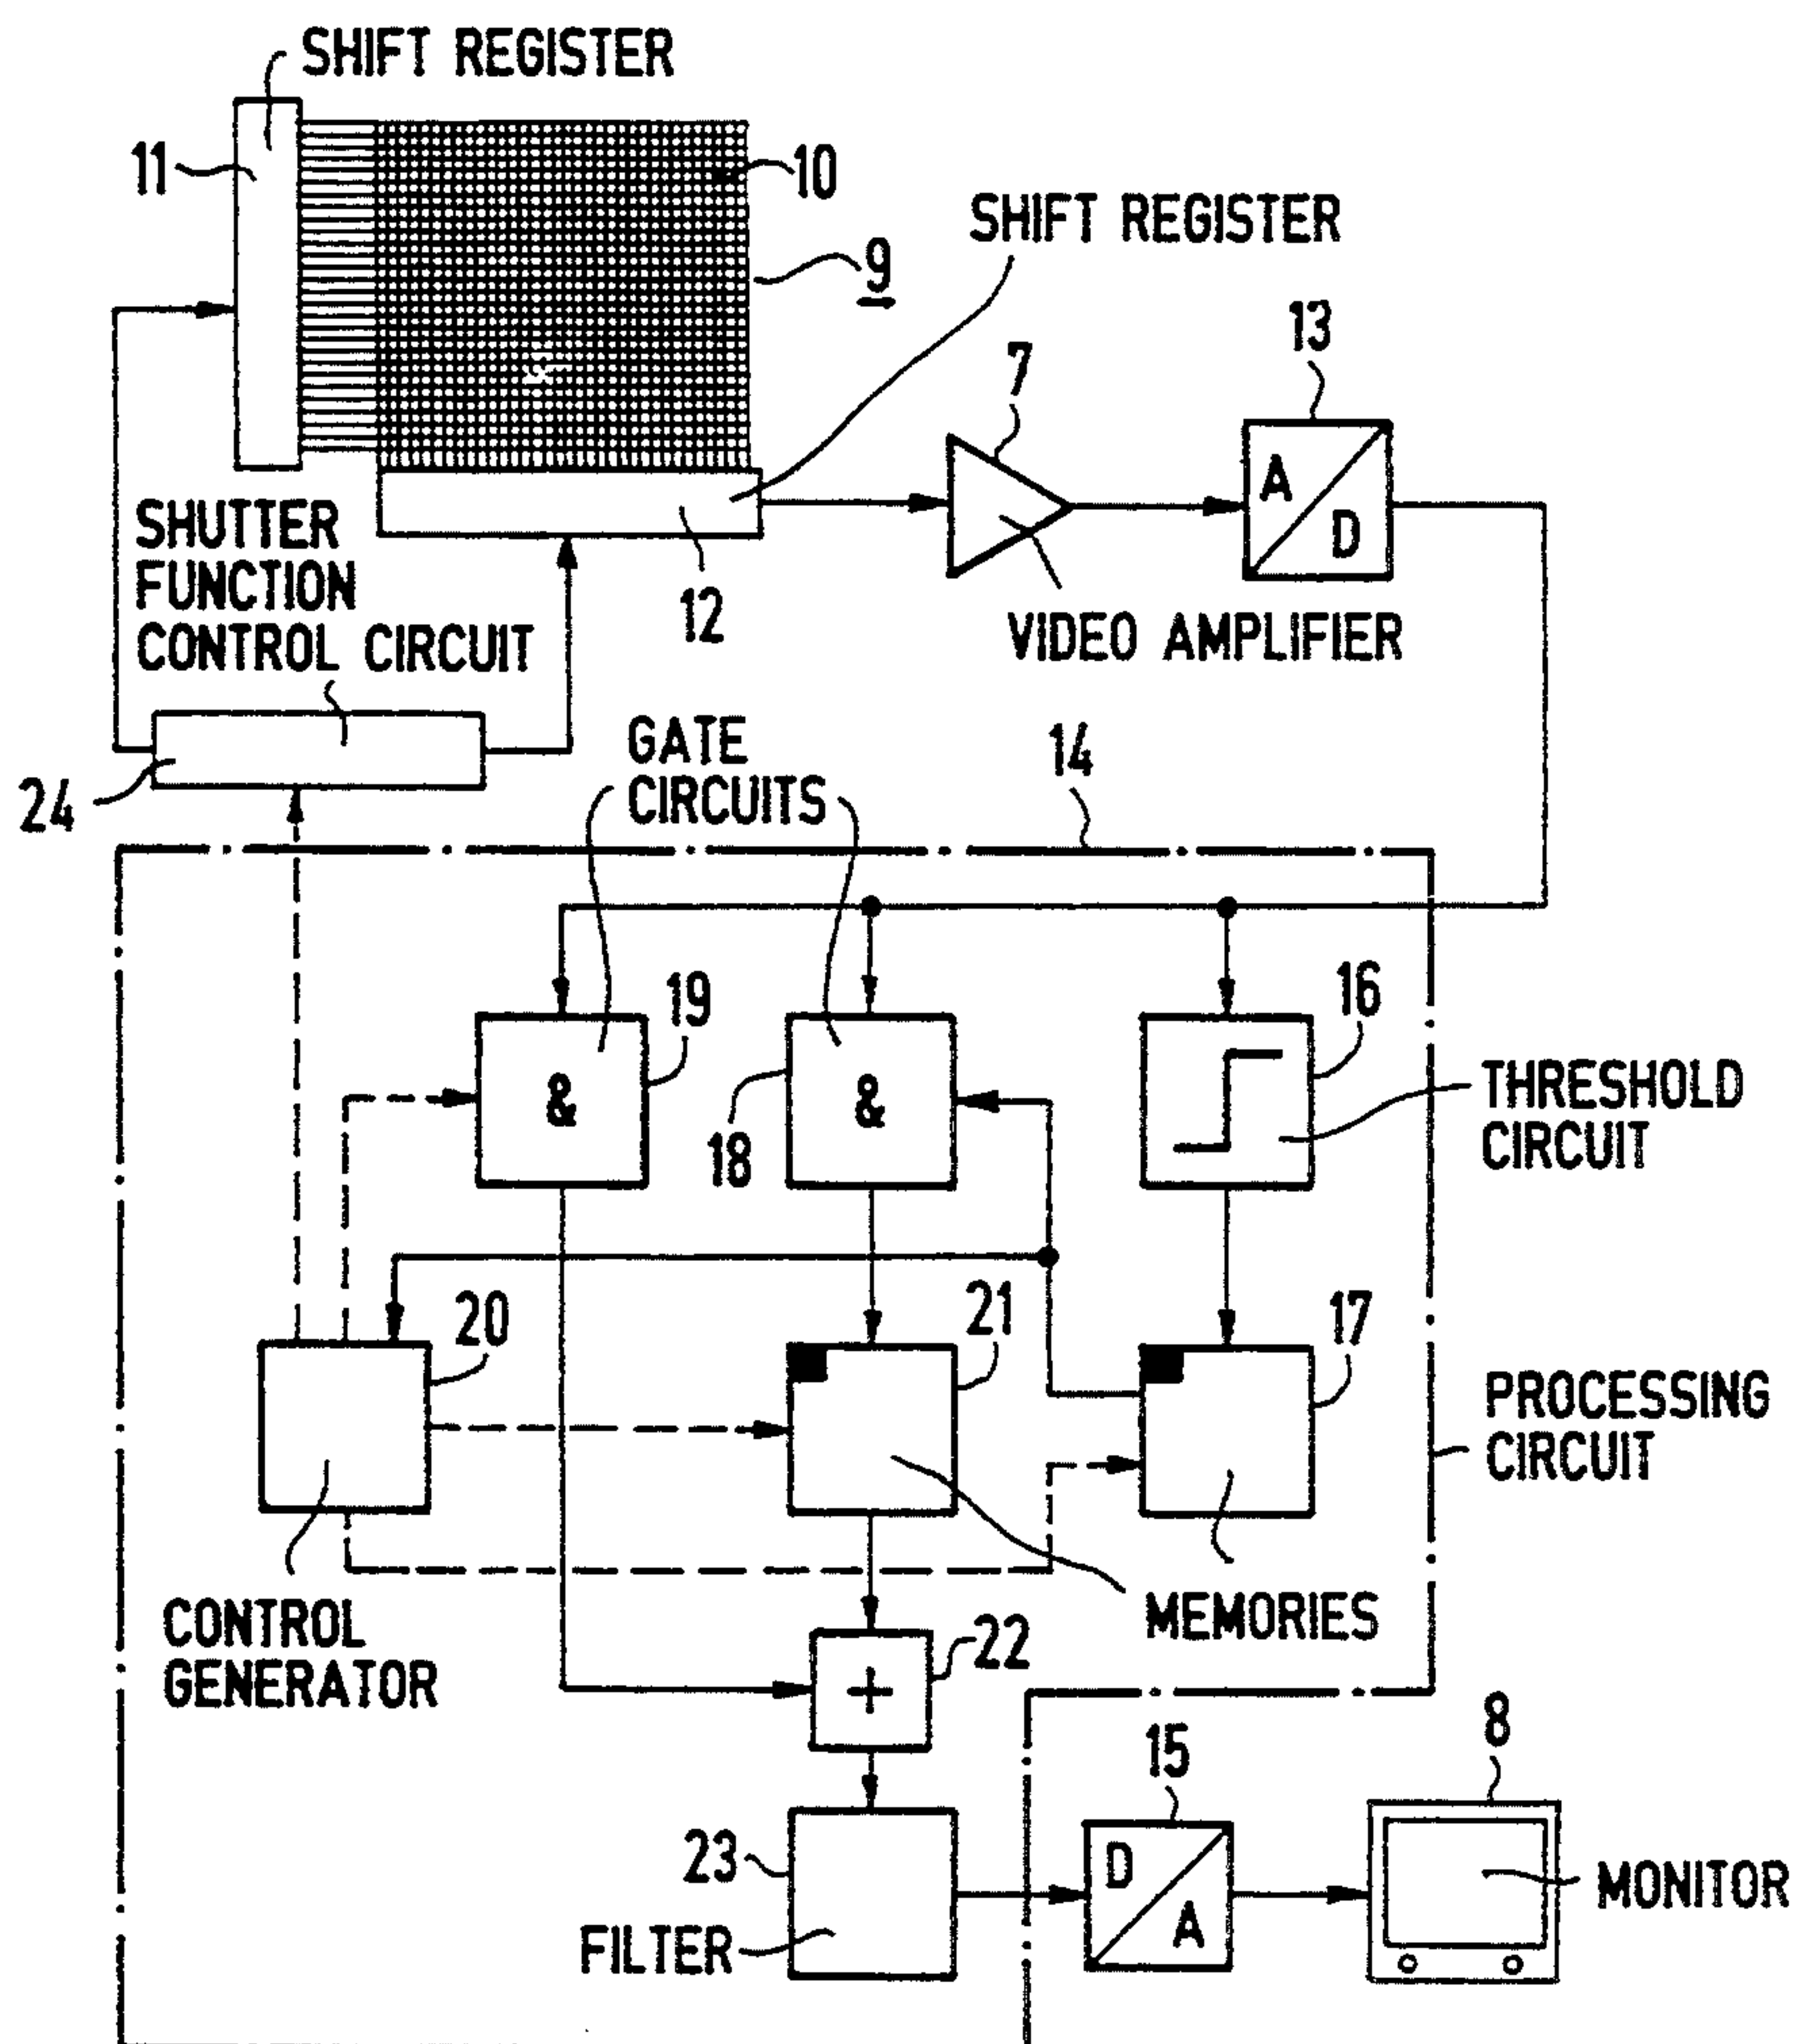 SHIFT REGISTER
11
10
SHIFT REGISTER
9
13
7
A
D
SHUTTER
FUNCTION
CONTROL CIRCUIT
12
VIDEO AMPLIFIER
24
GATE
CIRCUITS
14
19
16
&
&
18
THRESHOLD
CIRCUIT
20
21
17
PROCESSING
CIRCUIT
CONTROL
GENERATOR
MEMORIES
22
+
15
8
23
D
A
MONITOR
FILTER